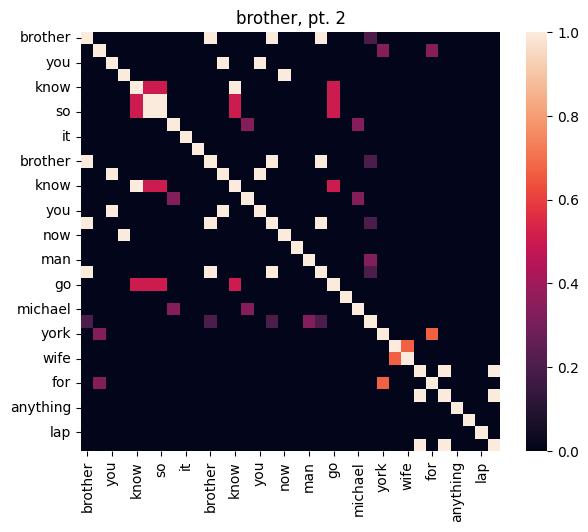 brother, pt. 2
brother
you
know
so
it
brother
know
you
now
man
go
michael
york
wife
for
anything
lap
1.0
0.8
0.6
0.4
0.2
0.0
brother
you
know
so
it
brother
know
you
now
man
go
michael
york
wife
for
anything
lap